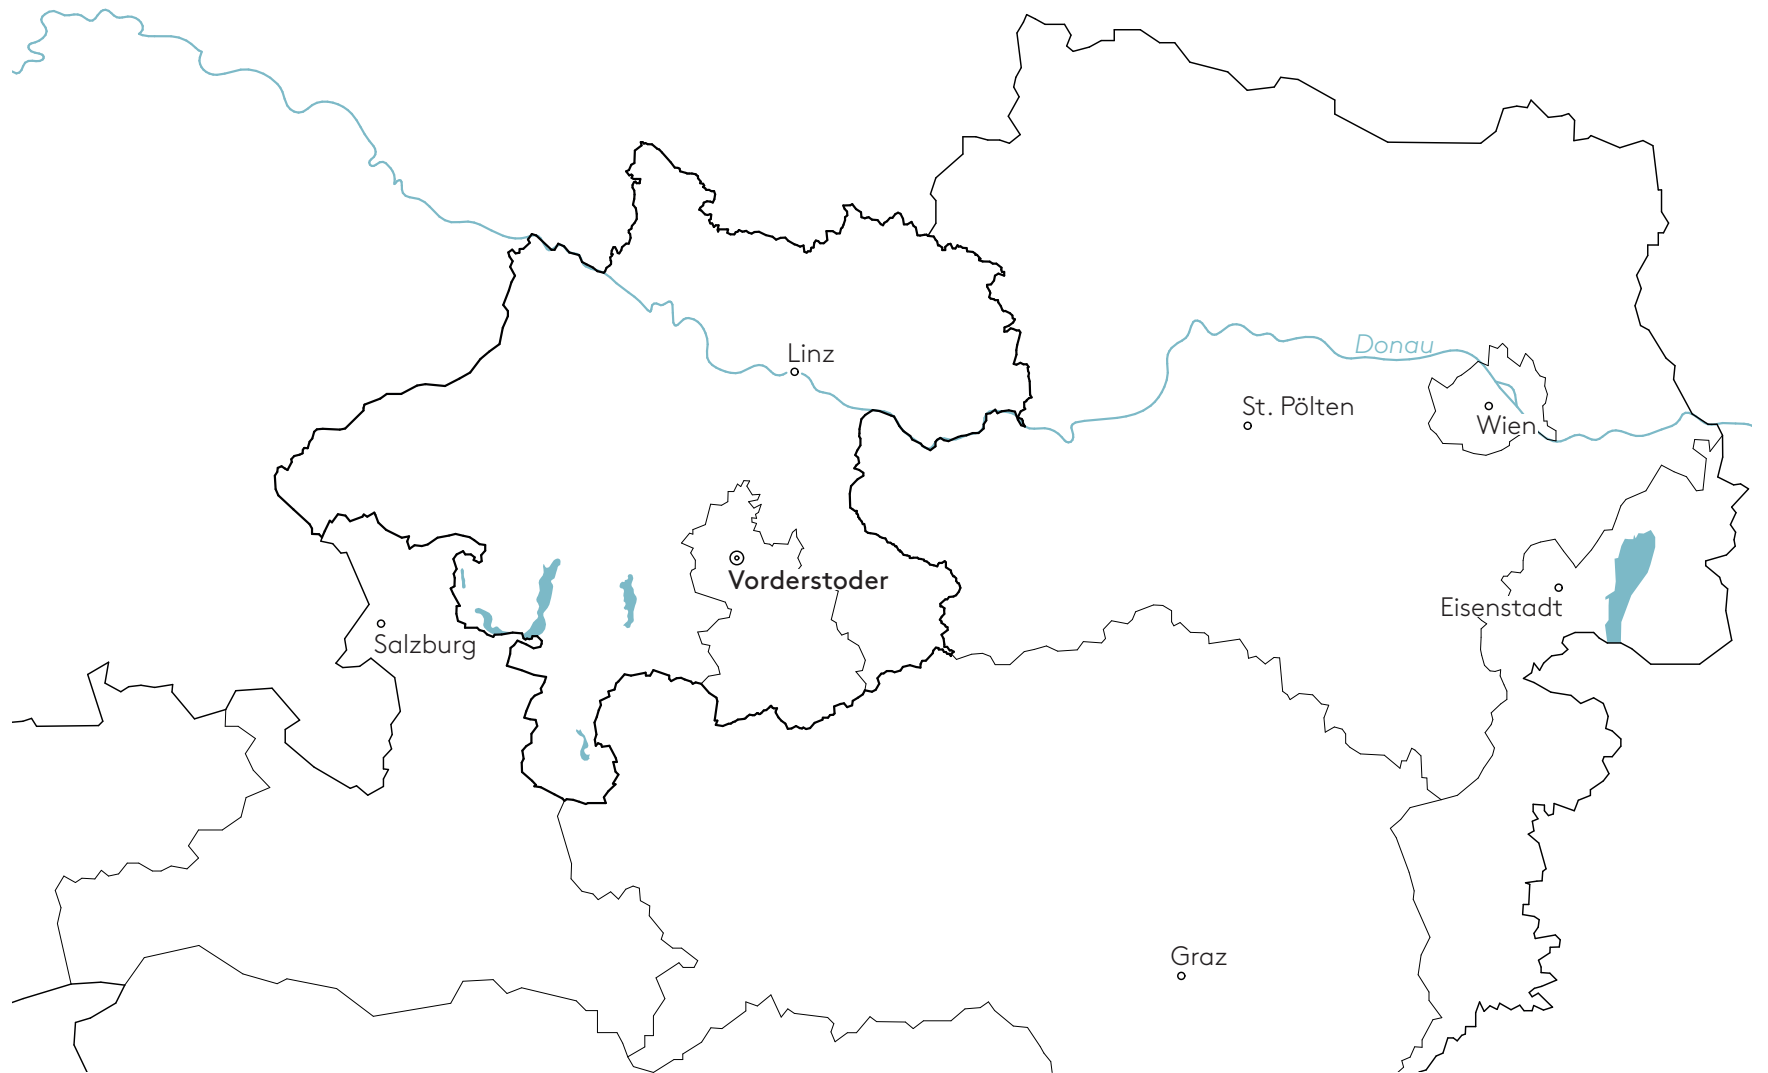 Donau
Linz
St. Pölten
Wien
Vorderstoder
Eisenstadt
Salzburg
Graz